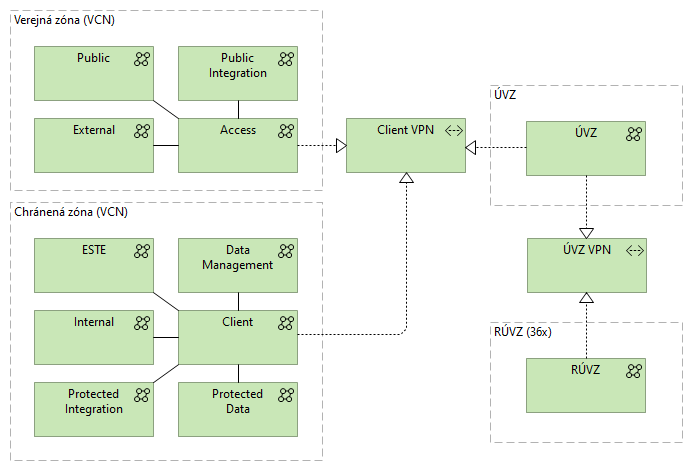 Verejná zóna (VCN)
Public
Public
Integration
External
Access
Client VPN
ÚVZ
ÚVZ
Chránená zóna (VCN)
ESTE
Data
Management
Internal
Client
Protected
Integration
Protected
Data
ÚVZ VPN
RÚVZ (36x)
RÚVZ